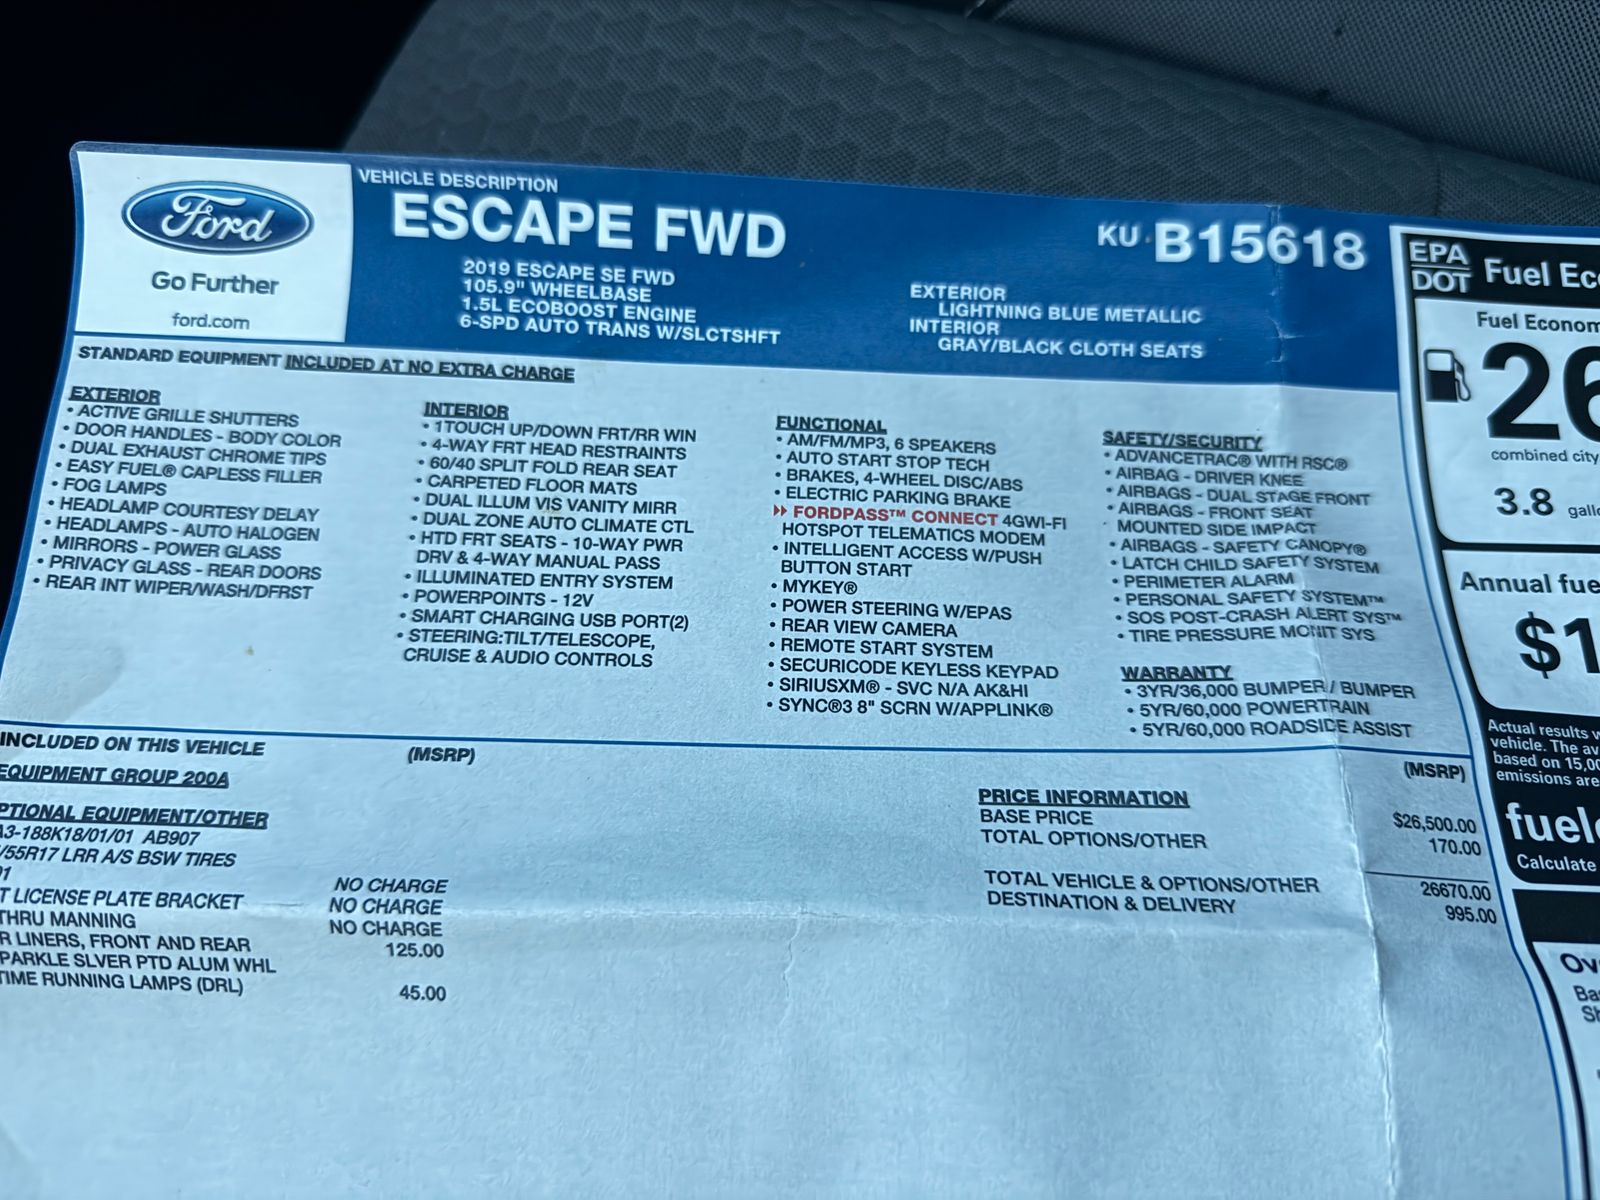 Ford
Go Further
ford.com
VEHICLE DESCRIPTION
ESCAPE FWD
2019 ESCAPE SE FWD
105.9" WHEELBASE
1.5L ECOBOOST ENGINE
6-SPD AUTO TRANS W/SLCTSHFT
KU B15618
EXTERIOR
LIGHTNING BLUE METALLIC
INTERIOR
GRAY/BLACK CLOTH SEATS
STANDARD EQUIPMENT INCLUDED AT NO EXTRA CHARGE
EXTERIOR
• ACTIVE GRILLE SHUTTERS
• DOOR HANDLES - BODY COLOR
• DUAL EXHAUST CHROME TIPS
• EASY FUEL® CAPLESS FILLER
• FOG LAMPS
• HEADLAMP COURTESY DELAY
• HEADLAMPS - AUTO HALOGEN
• MIRRORS - POWER GLASS
• PRIVACY GLASS - REAR DOORS
• REAR INT WIPER/WASH/DFRST
INTERIOR
• 1TOUCH UP/DOWN FRT/RR WIN
• 4-WAY FRT HEAD RESTRAINTS
• 60/40 SPLIT FOLD REAR SEAT
• CARPETED FLOOR MATS
• DUAL ILLUM VIS VANITY MIRR
• DUAL ZONE AUTO CLIMATE CTL
• HTD FRT SEATS - 10-WAY PWR
DRV & 4-WAY MANUAL PASS
• ILLUMINATED ENTRY SYSTEM
• POWERPOINTS - 12V
• SMART CHARGING USB PORT(2)
• STEERING:TILT/TELESCOPE,
CRUISE & AUDIO CONTROLS
FUNCTIONAL
• AM/FM/MP3, 6 SPEAKERS
• AUTO START STOP TECH
• BRAKES, 4-WHEEL DISC/ABS
• ELECTRIC PARKING BRAKE
FORDPASS™ CONNECT 4GWI-FI
HOTSPOT TELEMATICS MODEM
• INTELLIGENT ACCESS W/PUSH
BUTTON START
• MYKEY®
• POWER STEERING W/EPAS
• REAR VIEW CAMERA
• REMOTE START SYSTEM
• SECURICODE KEYLESS KEYPAD
• SIRIUSXM® - SVC N/A AK&HI
• SYNC®3 8" SCRN W/APPLINK®
SAFETY/SECURITY
• ADVANCETRAC® WITH RSC®
• AIRBAG - DRIVER KNEE
• AIRBAGS - DUAL STAGE FRONT
• AIRBAGS - FRONT SEAT
MOUNTED SIDE IMPACT
• AIRBAGS - SAFETY CANOPY®
• LATCH CHILD SAFETY SYSTEM
• PERIMETER ALARM
• PERSONAL SAFETY SYSTEM™
• SOS POST-CRASH ALERT SYS™
• TIRE PRESSURE MONIT SYS
WARRANTY
• 3YR/36,000 BUMPER / BUMPER
• 5YR/60,000 POWERTRAIN
• 5YR/60,000 ROADSIDE ASSIST
INCLUDED ON THIS VEHICLE (MSRP)
EQUIPMENT GROUP 200A
PTIONAL EQUIPMENT/OTHER
A3-188K18/01/01 AB907
/55R17 LRR A/S BSW TIRES
T LICENSE PLATE BRACKET
THRU MANNING
R LINERS, FRONT AND REAR
PARKLE SLVER PTD ALUM WHL
TIME RUNNING LAMPS (DRL)
NO CHARGE
NO CHARGE
NO CHARGE
125.00
45.00
(MSRP)
PRICE INFORMATION
BASE PRICE $26,500.00
TOTAL OPTIONS/OTHER 170.00
TOTAL VEHICLE & OPTIONS/OTHER 26670.00
DESTINATION & DELIVERY 995.00
EPA
DOT Fuel Ec
Fuel Econom
26
combined city
3.8 gallo
Annual fue
$1
Actual results
vehicle. The av
based on 15,00
emissions are
fuel
Calculate
Ov
Ba
Sh